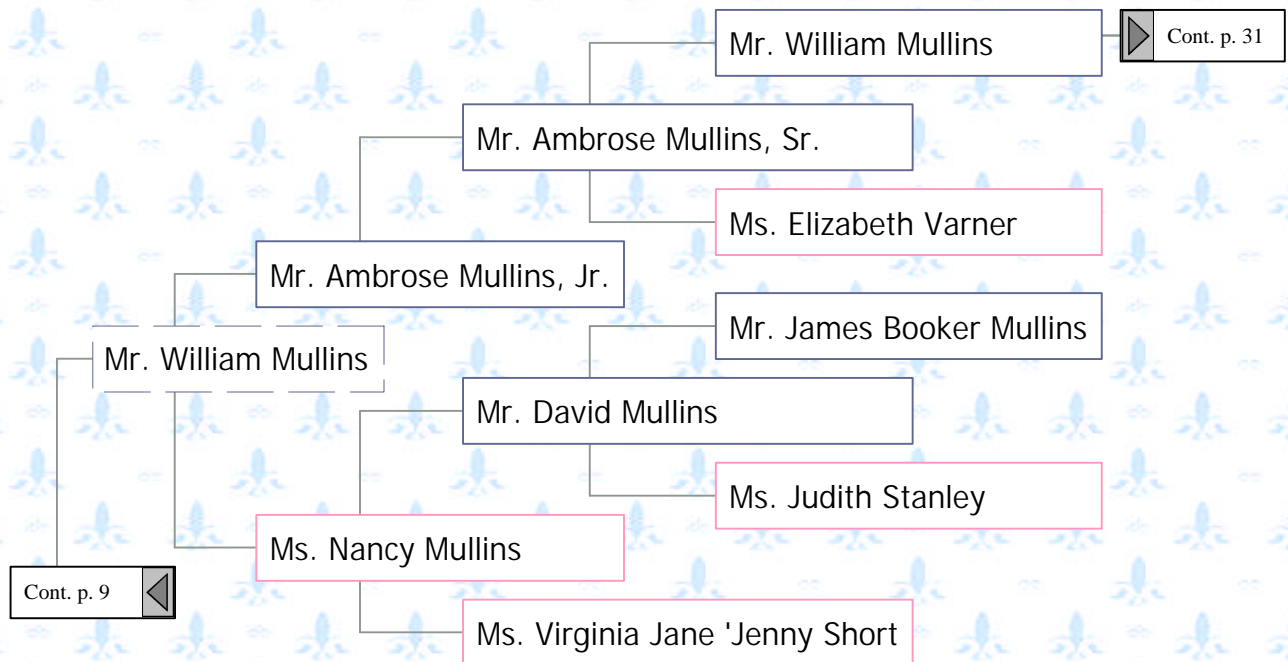 Mr. William Mullins
Cont. p. 31
Mr. Ambrose Mullins, Sr.
Ms. Elizabeth Varner
Mr. Ambrose Mullins, Jr.
Mr. James Booker Mullins
Mr. William Mullins
Mr. David Mullins
Ms. Judith Stanley
Ms. Nancy Mullins
Cont. p. 9
Ms. Virginia Jane 'Jenny Short